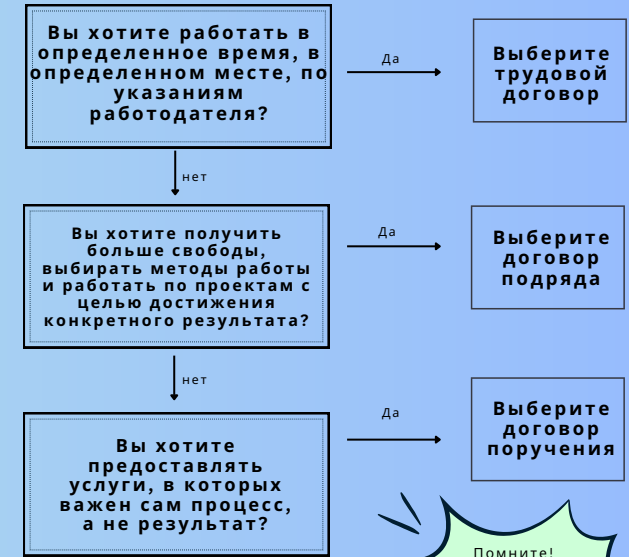 Вы хотите работать в
определенное время, в
определенном месте, по
указаниям
работодателя?
Да
Выберите
трудовой
договор
нет
Вы хотите получить
больше свободы,
выбирать методы работы
и работать по проектам с
целью достижения
конкретного результата?
Да
Выберите
договор
подряда
нет
Вы хотите
предоставлять
услуги, в которых
важен сам процесс,
а не результат?
Да
Выберите
договор
поручения
Помните!